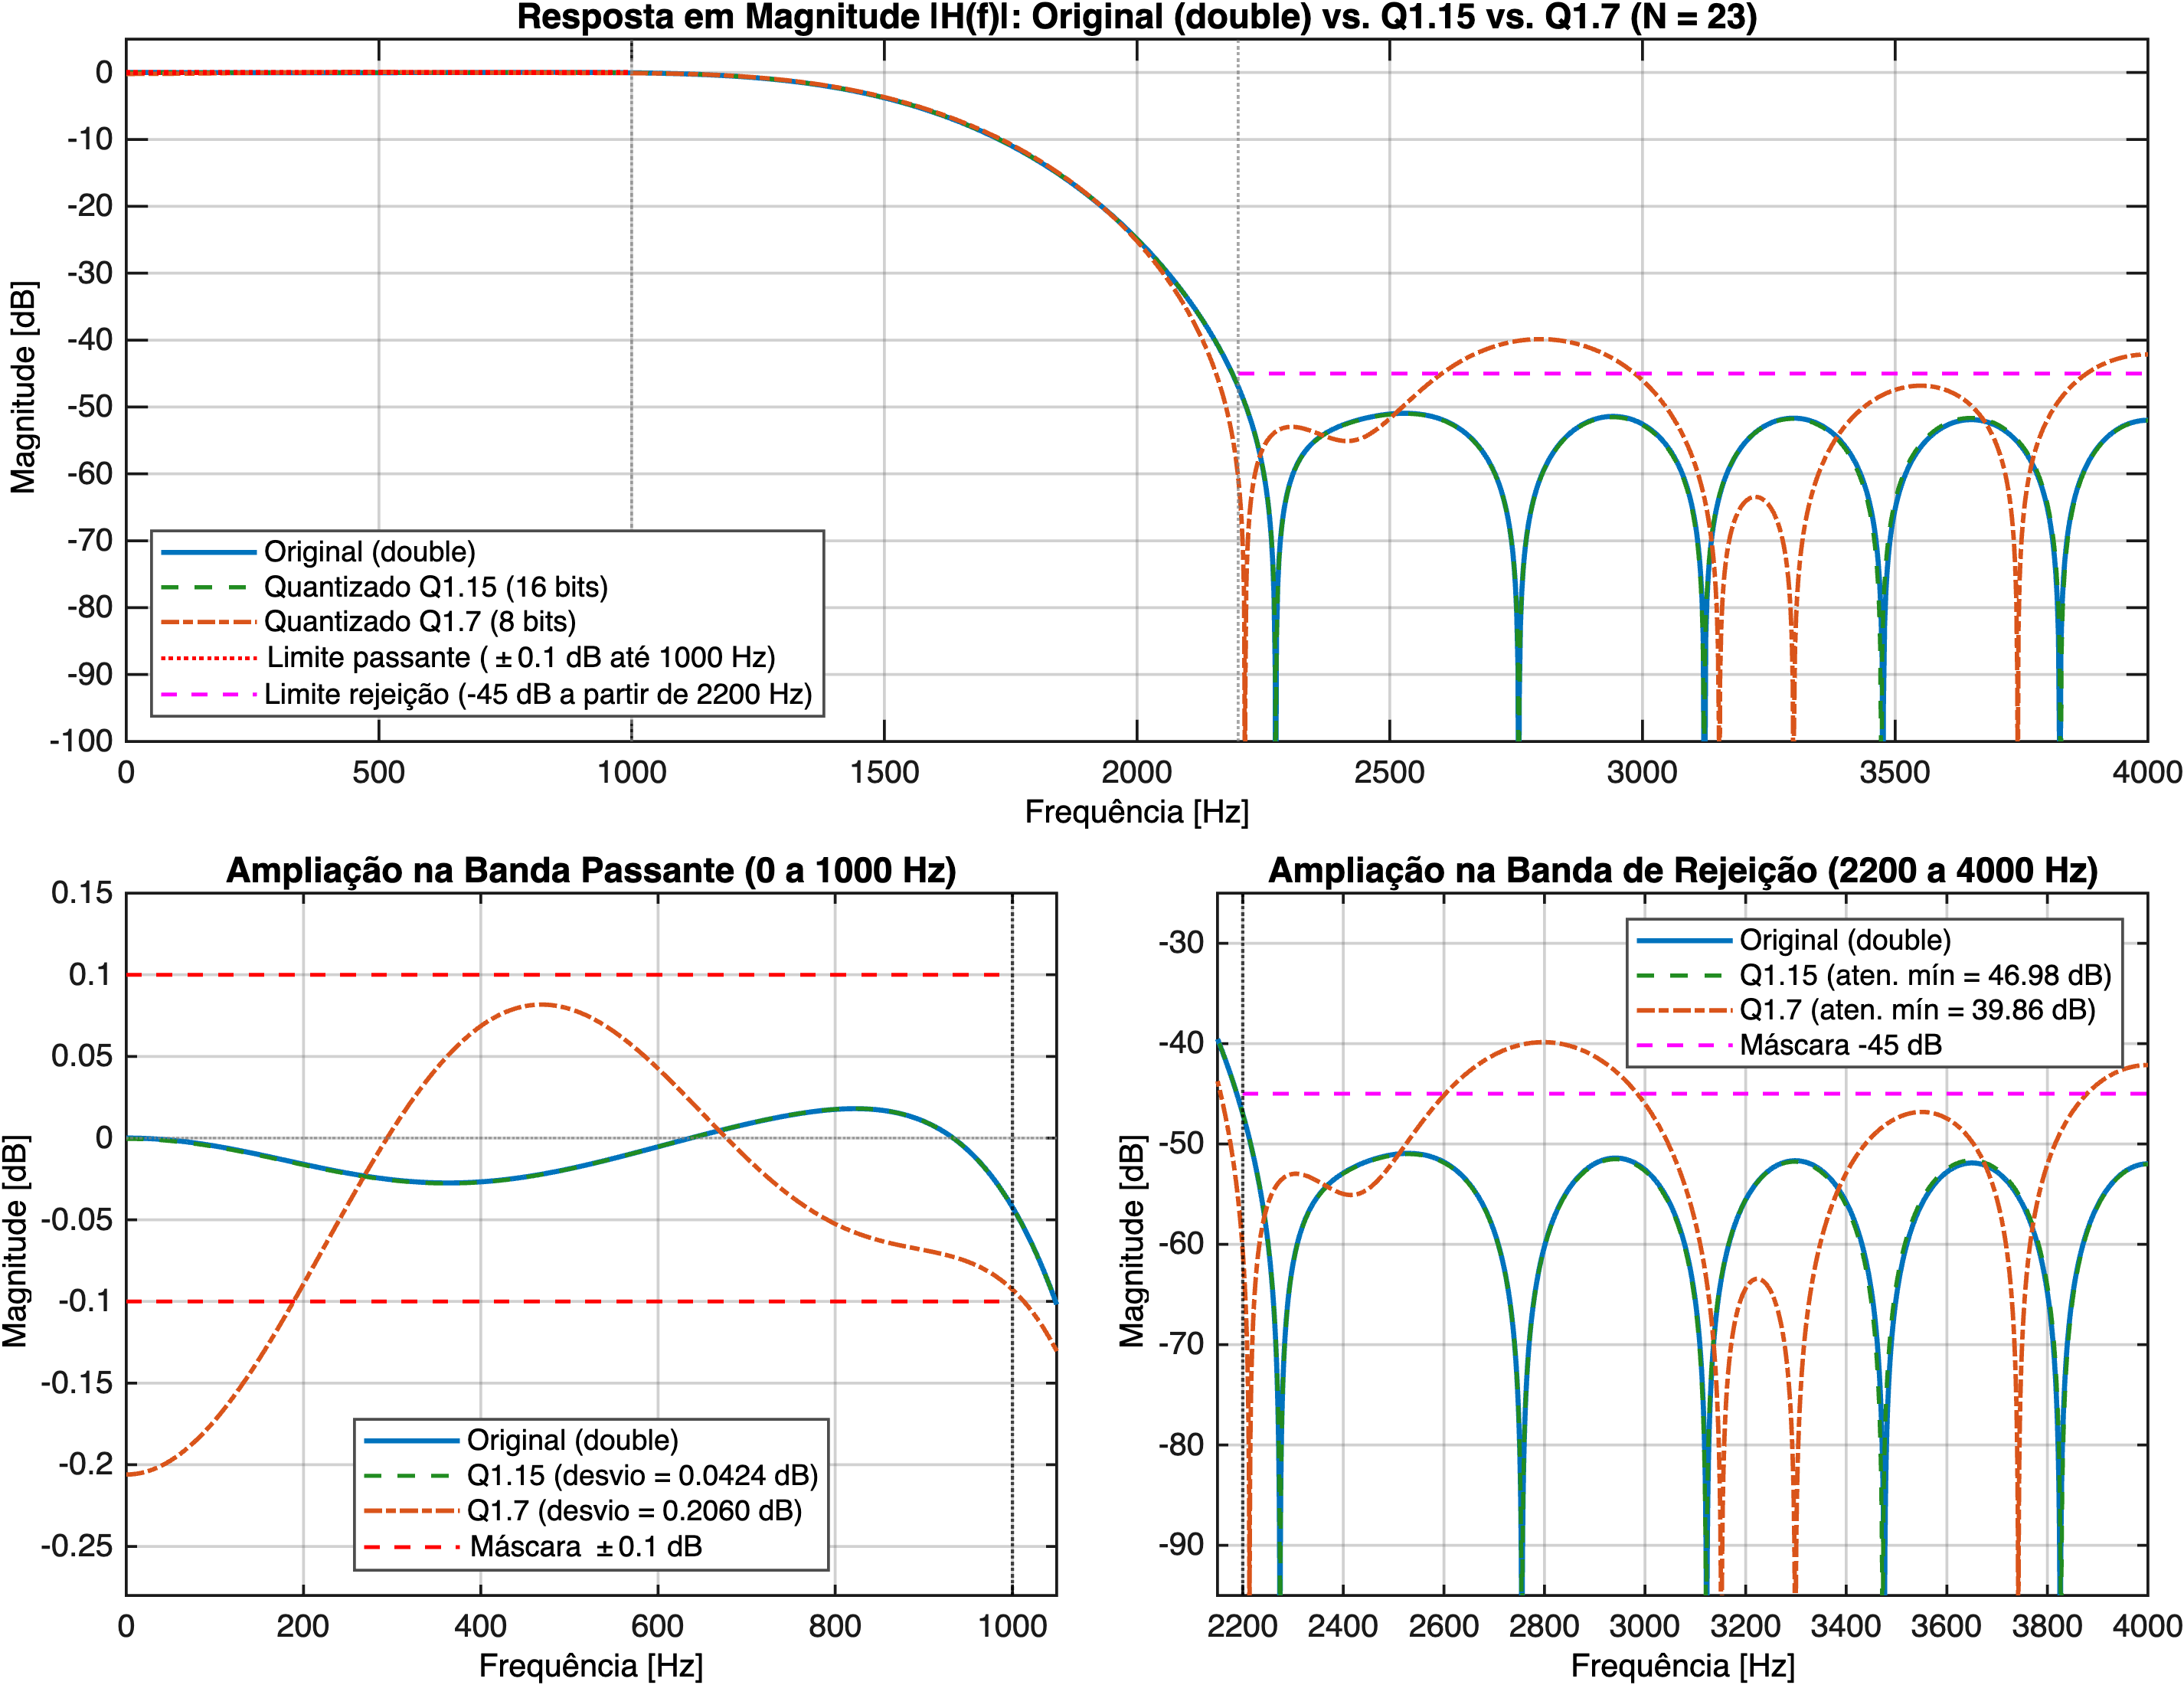 Resposta em Magnitude |H(f)|: Original (double) vs. Q1.15 vs. Q1.7 (N = 23)
0
-10
-20
-30
-40
-50
-60
-70
-80
-90
-100
Magnitude [dB]
Original (double)
Quantizado Q1.15 (16 bits)
Quantizado Q1.7 (8 bits)
Limite passante ( ± 0.1 dB até 1000 Hz)
Limite rejeição (-45 dB a partir de 2200 Hz)
0 500 1000 1500 2000 2500 3000 3500 4000
Frequência [Hz]
Ampliação na Banda Passante (0 a 1000 Hz)
0.15
0.1
0.05
0
-0.05
-0.1
-0.15
-0.2
-0.25
Magnitude [dB]
Original (double)
Q1.15 (desvio = 0.0424 dB)
Q1.7 (desvio = 0.2060 dB)
Máscara ± 0.1 dB
0 200 400 600 800 1000
Frequência [Hz]
Ampliação na Banda de Rejeição (2200 a 4000 Hz)
-30
-40
-50
-60
-70
-80
-90
Magnitude [dB]
Original (double)
Q1.15 (aten. mín = 46.98 dB)
Q1.7 (aten. mín = 39.86 dB)
Máscara -45 dB
2200 2400 2600 2800 3000 3200 3400 3600 3800 4000
Frequência [Hz]